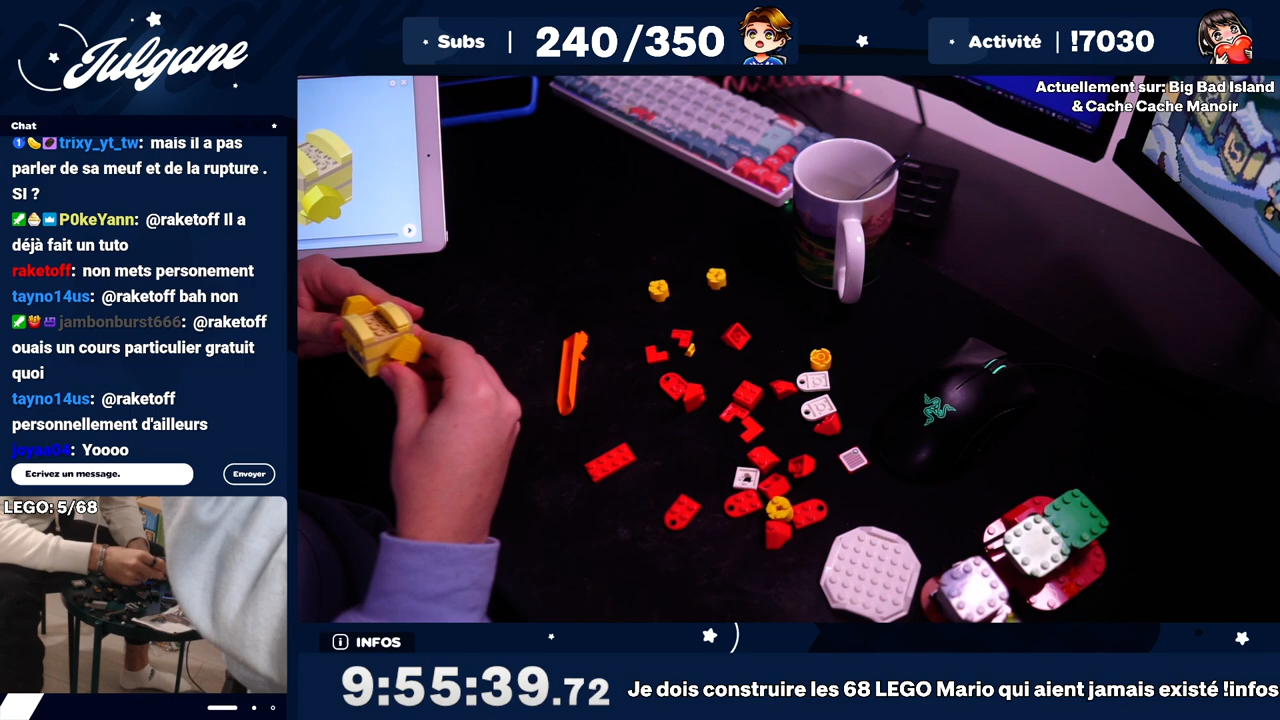 Julgane
Subs | 240/350
Activité | !7030
Actuellement sur: Big Bad Island
& Cache Cache Manoir
Chat
trixy_yt_tw: mais il a pas
parler de sa meuf et de la rupture .
SI ?
P0keYann: @raketoff Il a
déjà fait un tuto
raketoff: non mets personement
tayno14us: @raketoff bah non
jambonburst666: @raketoff
ouais un cours particulier gratuit
quoi
tayno14us: @raketoff
personnellement d'ailleurs
joyaa04: Yoooo
Ecrivez un message.
Envoyer
LEGO: 5/68
INFOS
9:55:39.72
Je dois construire les 68 LEGO Mario qui aient jamais existé !infos